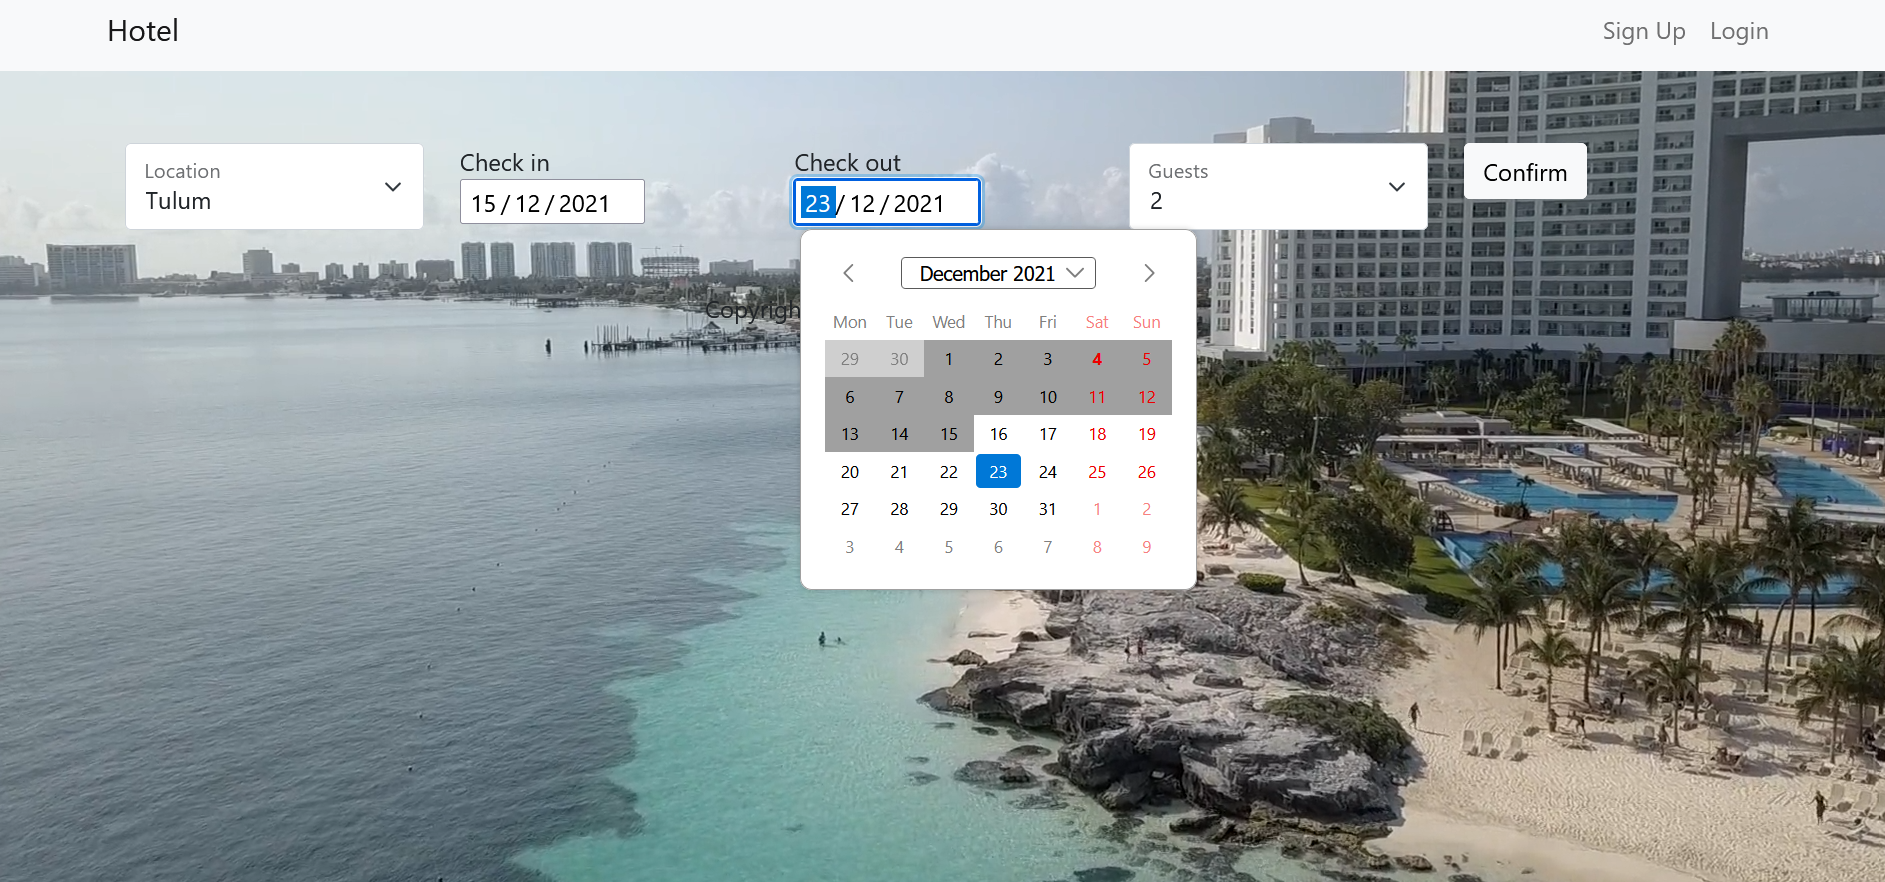 Hotel
Sign Up
Login
Location
Tulum
Check in
15 / 12 / 2021
Check out
23 / 12 / 2021
Guests
2
Confirm
December 2021
Mon Tue Wed Thu Fri Sat Sun
29 30 1 2 3 4 5
6 7 8 9 10 11 12
13 14 15 16 17 18 19
20 21 22 23 24 25 26
27 28 29 30 31 1 2
3 4 5 6 7 8 9